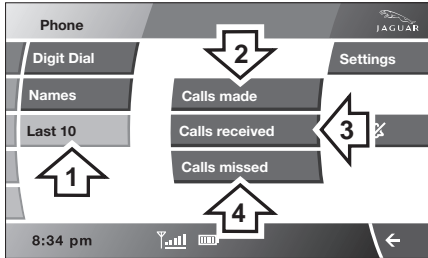 Phone
JAGUAR
Digit Dial
2
Settings
Names
Calls made
Last 10
Calls received
3
1
Calls missed
4
8:34 pm